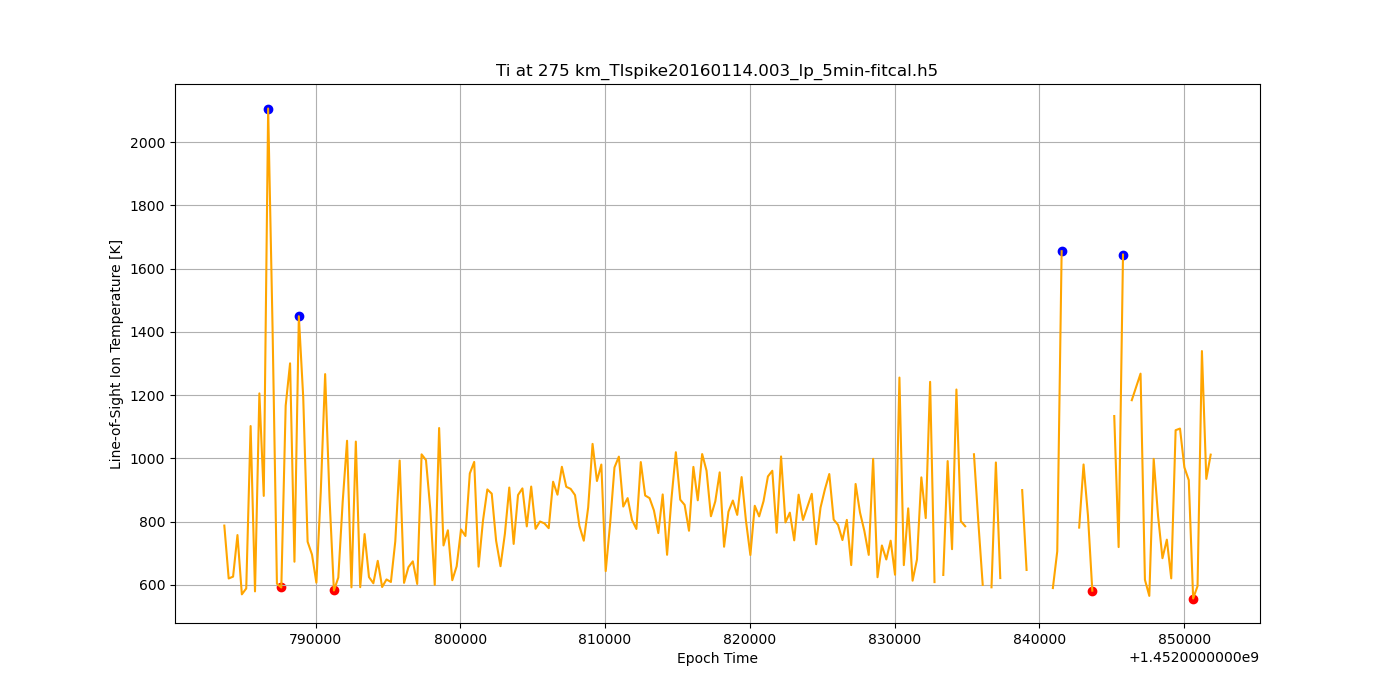 Ti at 275 km_TIspike20160114.003_lp_5min-fitcal.h5
Line-of-Sight Ion Temperature [K]
2000
1800
1600
1400
1200
1000
800
600
790000 800000 810000 820000 830000 840000 850000
Epoch Time
+1.4520000000e9